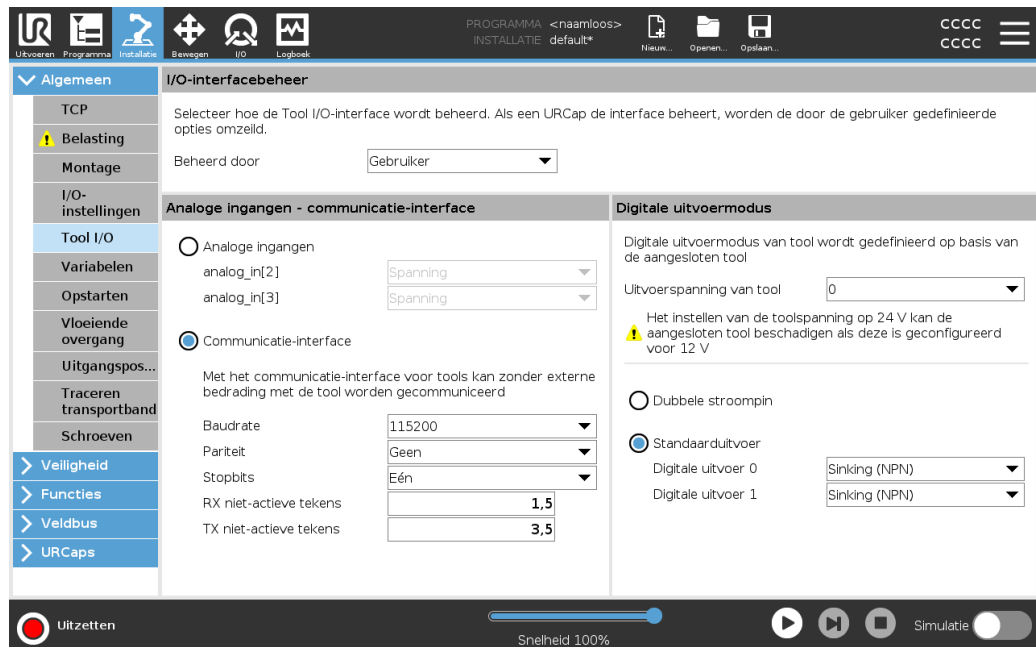 UR
Uitvoeren
Programma
Installatie
Bewegen
I/O
Logboek
PROGRAMMA <naamloos>
INSTALLATIE default*
Nieuw...
Openen...
Opslaan...
CCCC
CCCC
Algemeen
TCP
Belasting
Montage
I/O-
instellingen
Tool I/O
Variabelen
Opstarten
Vloeiende
overgang
Uitgangspos...
Traceren
transportband
Schroeven
Veiligheid
Functies
Veldbus
URCaps
I/O-interfacebeheer
Selecteer hoe de Tool I/O-interface wordt beheerd. Als een URCap de interface beheert, worden de door de gebruiker gedefinieerde
opties omzeild.
Beheerd door Gebruiker
Analoge ingangen - communicatie-interface
Analoge ingangen
analog_in[2] Spanning
analog_in[3] Spanning
Communicatie-interface
Met het communicatie-interface voor tools kan zonder externe
bedrading met de tool worden gecommuniceerd
Baudrate 115200
Pariteit Geen
Stopbits Eén
RX niet-actieve tekens 1,5
TX niet-actieve tekens 3,5
Digitale uitvoermodus
Digitale uitvoermodus van tool wordt gedefinieerd op basis van
de aangesloten tool
Uitvoerspanning van tool 0
Het instellen van de toolspanning op 24 V kan de
aangesloten tool beschadigen als deze is geconfigureerd
voor 12 V
Dubbele stroompin
Standaarduitvoer
Digitale uitvoer 0 Sinking (NPN)
Digitale uitvoer 1 Sinking (NPN)
Uitzetten
Snelheid 100%
Simulatie